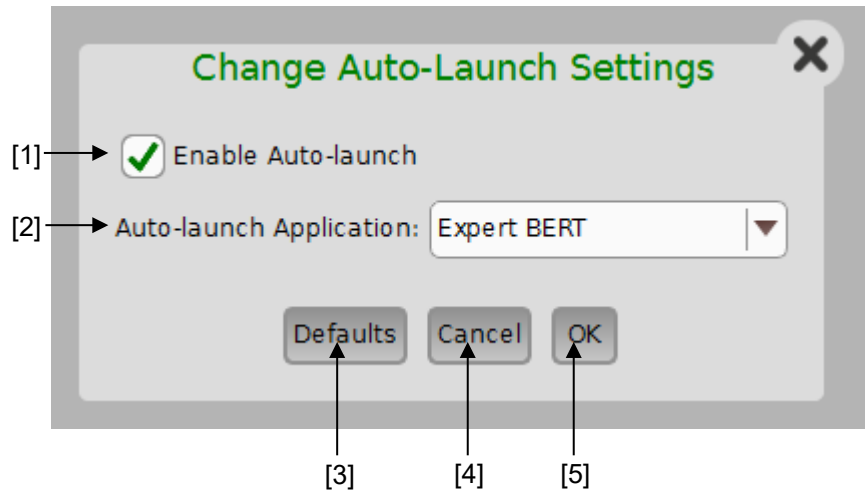 Change Auto-Launch Settings
[1] Enable Auto-launch
[2] Auto-launch Application: Expert BERT
Defaults Cancel OK
[3] [4] [5]